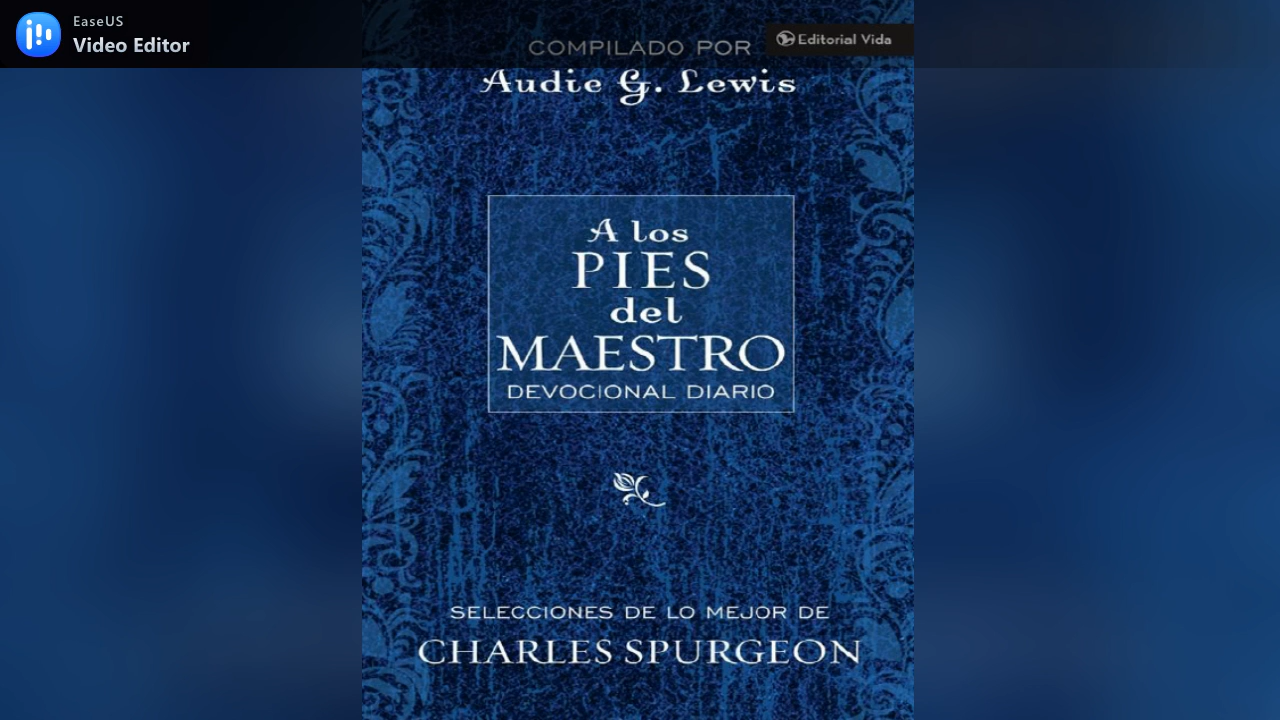 EaseUS
Video Editor
COMPILADO POR
Editorial Vida
Audie G. Lewis
A los
PIES
del
MAESTRO
DEVOCIONAL DIARIO
SELECCIONES DE LO MEJOR DE
CHARLES SPURGEON